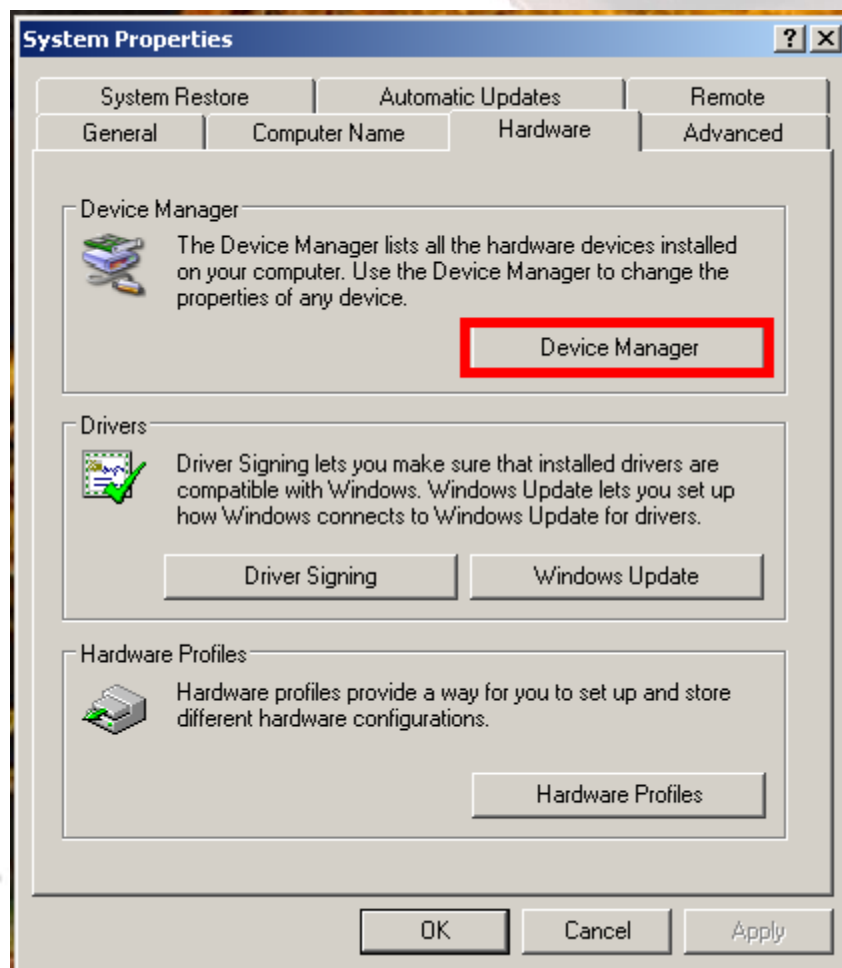 System Properties
System Restore Automatic Updates Remote
General Computer Name Hardware Advanced
Device Manager
The Device Manager lists all the hardware devices installed
on your computer. Use the Device Manager to change the
properties of any device.
Device Manager
Drivers
Driver Signing lets you make sure that installed drivers are
compatible with Windows. Windows Update lets you set up
how Windows connects to Windows Update for drivers.
Driver Signing Windows Update
Hardware Profiles
Hardware profiles provide a way for you to set up and store
different hardware configurations.
Hardware Profiles
OK Cancel Apply